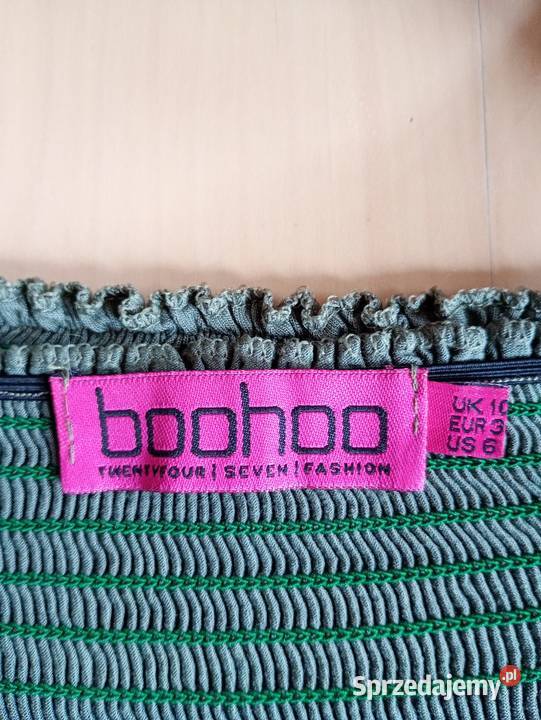 boohoo
TWENTYFOUR | SEVEN | FASHION
UK 10
EUR 3
US 6
Sprzedajemy.pl